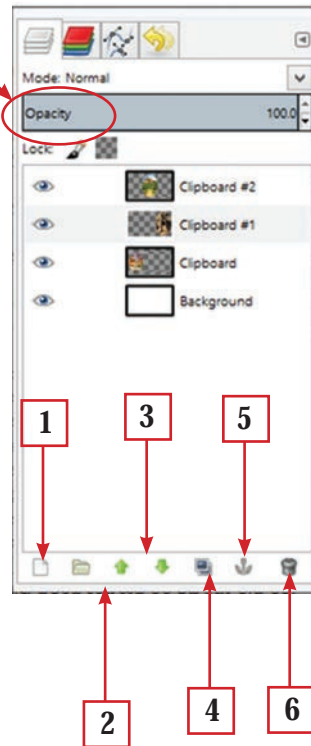 Mode: Normal
Opacity 100.0
Lock:
Clipboard #2
Clipboard #1
Clipboard
Background
1
3
5
2
4
6